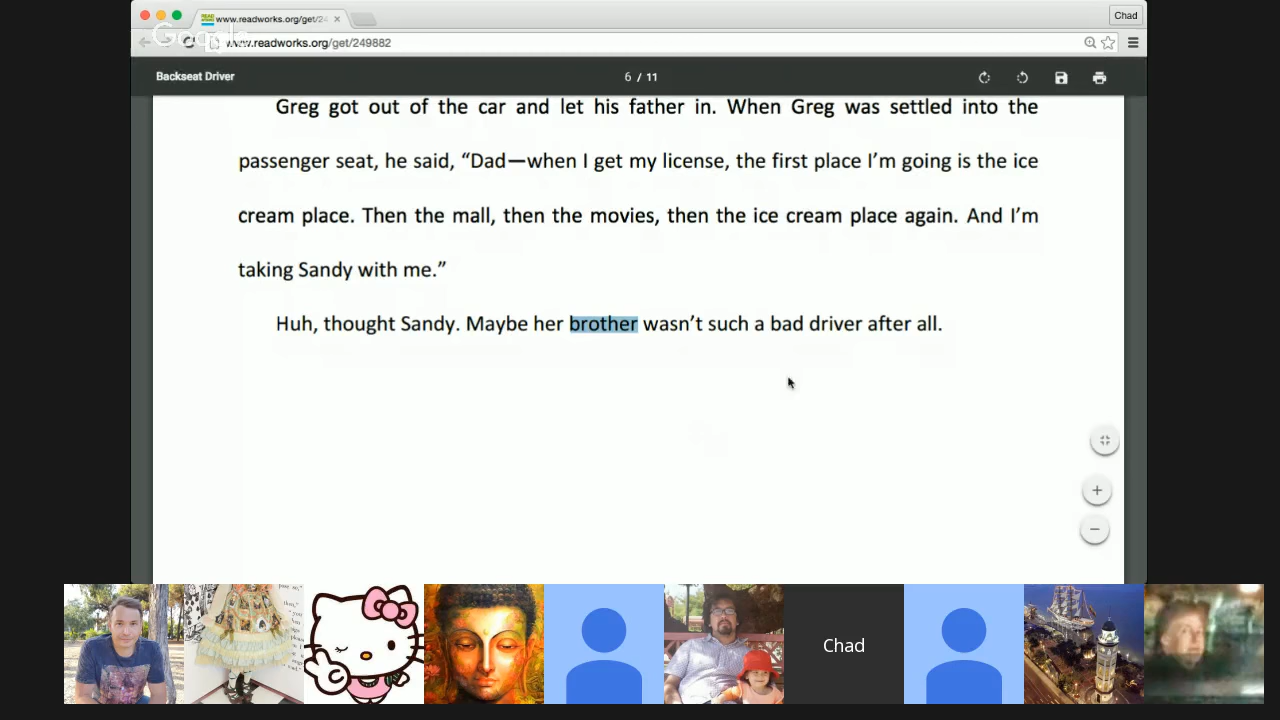 www.readworks.org/get/24
Chad
Google
www.readworks.org/get/249882
Backseat Driver
6 / 11
Greg got out of the car and let his father in. When Greg was settled into the
passenger seat, he said, “Dad—when I get my license, the first place I’m going is the ice
cream place. Then the mall, then the movies, then the ice cream place again. And I’m
taking Sandy with me.”
Huh, thought Sandy. Maybe her brother wasn’t such a bad driver after all.
Chad